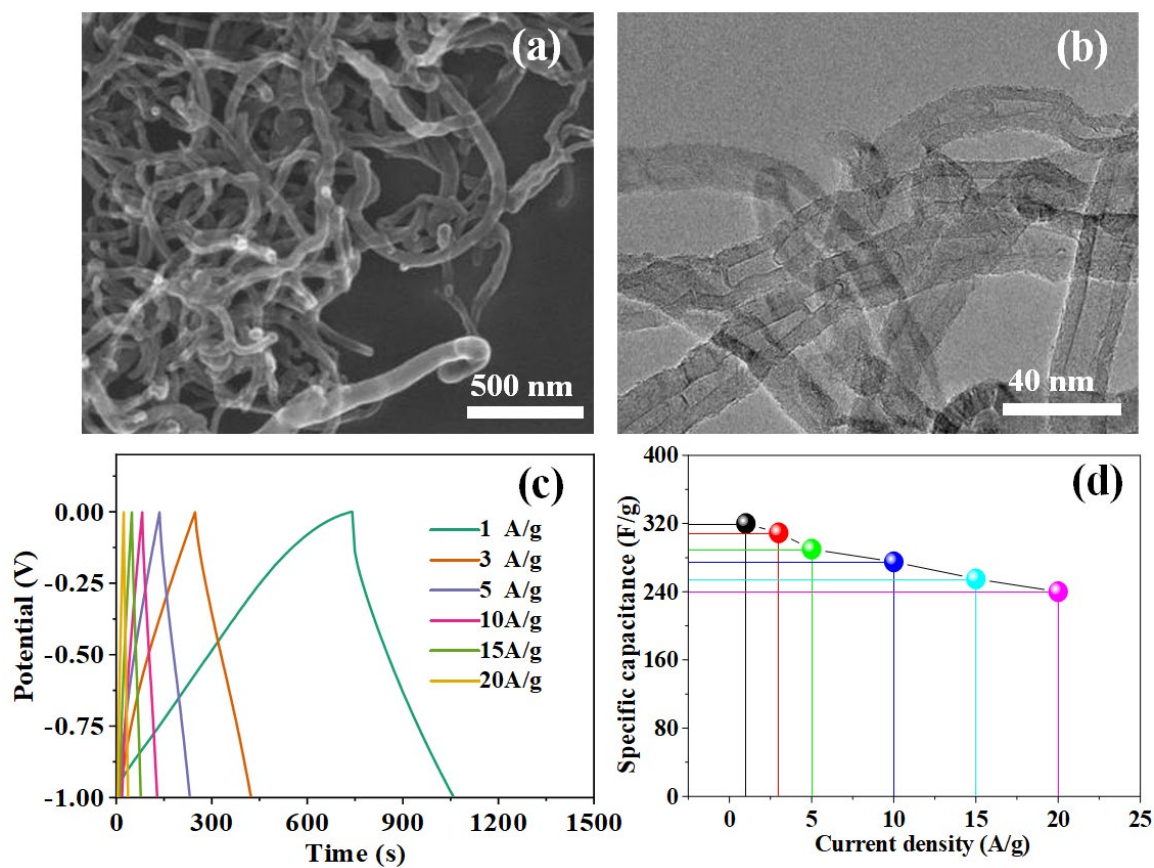 (a)
500 nm
(b)
40 nm
(c)
0.00
-0.25
-0.50
-0.75
-1.00
Potential (V)
1 A/g
3 A/g
5 A/g
10A/g
15A/g
20A/g
0 300 600 900 1200 1500
Time (s)
(d)
400
320
240
160
80
0
Specific capacitance (F/g)
0 5 10 15 20 25
Current density (A/g)